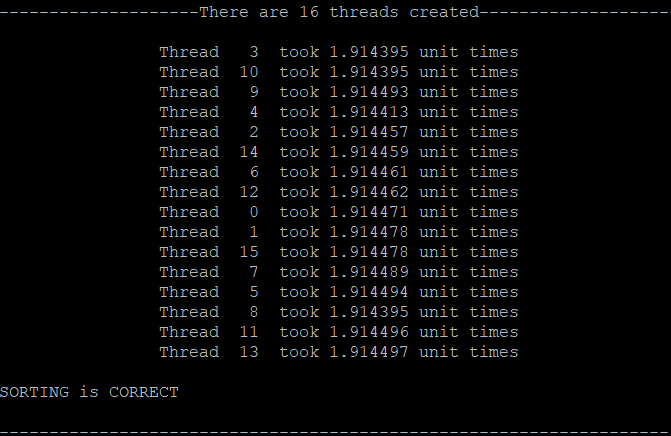 --------------------There are 16 threads created--------------------
Thread 3 took 1.914395 unit times
Thread 10 took 1.914395 unit times
Thread 9 took 1.914493 unit times
Thread 4 took 1.914413 unit times
Thread 2 took 1.914457 unit times
Thread 14 took 1.914459 unit times
Thread 6 took 1.914461 unit times
Thread 12 took 1.914462 unit times
Thread 0 took 1.914471 unit times
Thread 1 took 1.914478 unit times
Thread 15 took 1.914478 unit times
Thread 7 took 1.914489 unit times
Thread 5 took 1.914494 unit times
Thread 8 took 1.914395 unit times
Thread 11 took 1.914496 unit times
Thread 13 took 1.914497 unit times
SORTING is CORRECT
--------------------------------------------------------------------